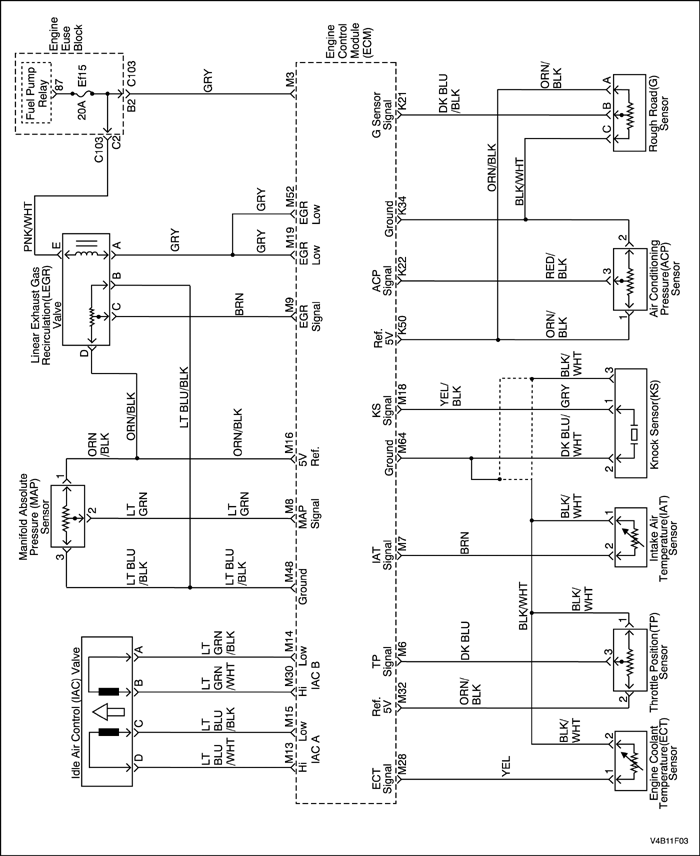 Engine
Fuse
Block
Fuel Pump
Relay
87
Ef15
20A
C103
B2
C103
C2
GRY
M3
Engine
Control
Module
(ECM)
PNK/WHT
E
A
B
C
D
Linear Exhaust Gas
Recirculation(LEGR)
Valve
GRY
GRY
M52
EGR
Low
GRY
M19
EGR
Low
BRN
M9
EGR
Signal
ORN/BLK
LT BLU/BLK
ORN
/BLK
ORN/BLK
M16
5V
Ref.
Manifold Absolute
Pressure (MAP)
Sensor
1
2
3
LT
GRN
LT
GRN
M8
MAP
Signal
LT BLU
/BLK
LT BLU
/BLK
M48
Ground
Idle Air Control (IAC) Valve
A
B
C
D
LT
GRN
/BLK
M14
Low
LT
GRN
/WHT
M30
Hi
IAC B
LT
BLU
/BLK
M15
Low
LT
BLU
/WHT
M13
Hi
IAC A
G Sensor
Signal
K21
DK BLU
/BLK
ORN/
BLK
A
B
C
Rough Road(G)
Sensor
ORN/BLK
BLK/WHT
Ground
K34
ACP
Signal
K22
RED/
BLK
2
3
1
Air Conditioning
Pressure(ACP)
Sensor
Ref.
5V
K50
ORN/
BLK
KS
Signal
M18
YEL/
BLK
BLK/
WHT
GRY
3
1
2
Knock Sensor(KS)
Ground
M64
DK BLU/
WHT
IAT
Signal
M7
BRN
BLK/
WHT
1
2
Intake Air
Temperature(IAT)
Sensor
BLK/WHT
BLK/
WHT
TP
Signal
M6
DK BLU
1
3
2
Throttle Position(TP)
Sensor
Ref.
5V
M32
ORN/
BLK
BLK/
WHT
ECT
Signal
M28
YEL
2
1
Engine Coolant
Temperature(ECT)
Sensor
V4B11F03